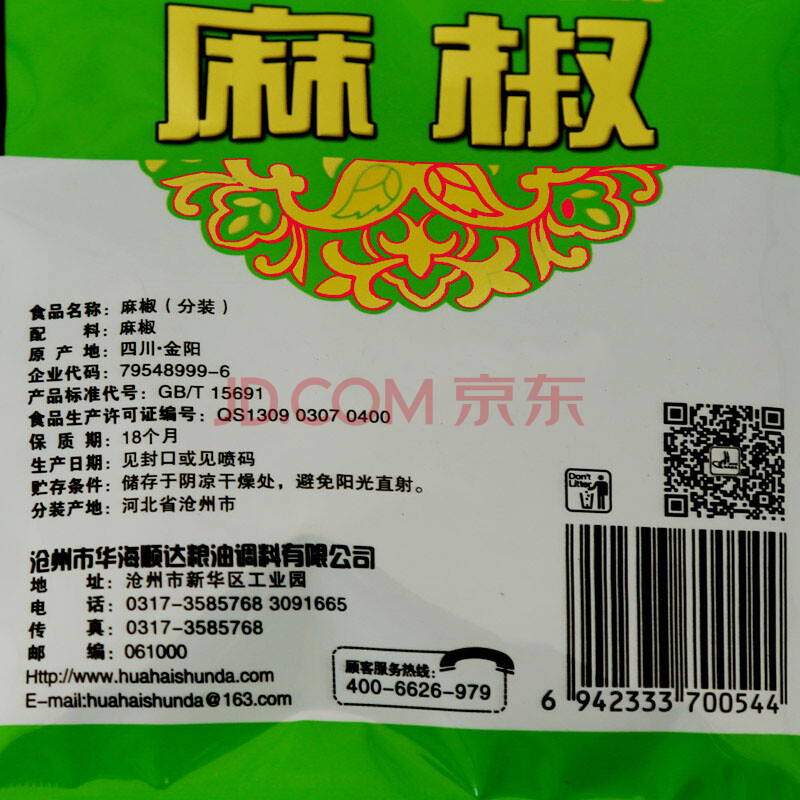 麻椒
食品名称：麻椒（分装）
配 料：麻椒
原 产 地：四川·金阳
企业代码：79548999-6
产品标准代号：GB/T 15691
食品生产许可证编号：QS1309 0307 0400
保 质 期：18个月
生产日期：见封口或见喷码
贮存条件：储存于阴凉干燥处，避免阳光直射。
分装产地：河北省沧州市
JD.COM 京东
Don't Litter
沧州市华海顺达粮油调料有限公司
地 址：沧州市新华区工业园
电 话：0317-3585768 3091665
传 真：0317-3585768
邮 编：061000
Http://www.huahaishunda.com
E-mail:huahaishunda@163.com
顾客服务热线：
400-6626-979
6 942333 700544